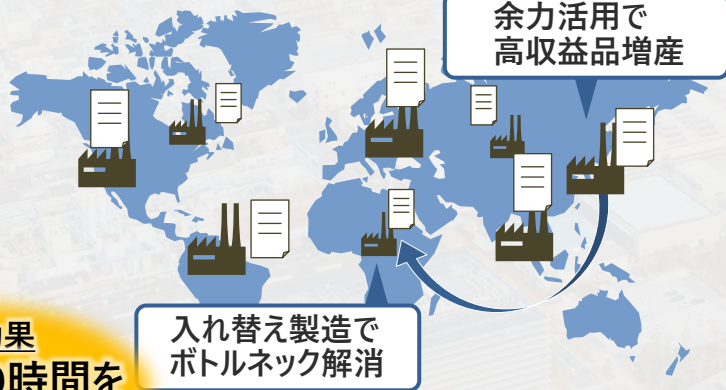 余力活用で
高収益品増産
入れ替え製造で
ボトルネック解消
果
時間を